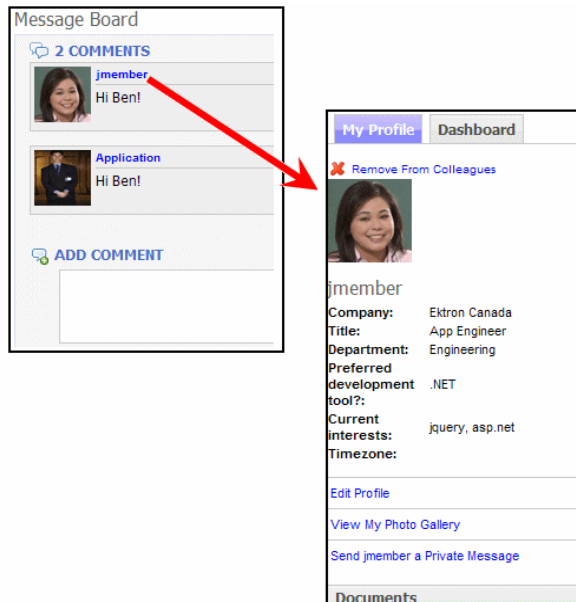 Message Board
2 COMMENTS
jmember
Hi Ben!
Application
Hi Ben!
ADD COMMENT
My Profile
Dashboard
Remove From Colleagues
jmember
Company: Ektron Canada
Title: App Engineer
Department: Engineering
Preferred
development .NET
tool?:
Current
interests: jquery, asp.net
Timezone:
Edit Profile
View My Photo Gallery
Send jmember a Private Message
Documents